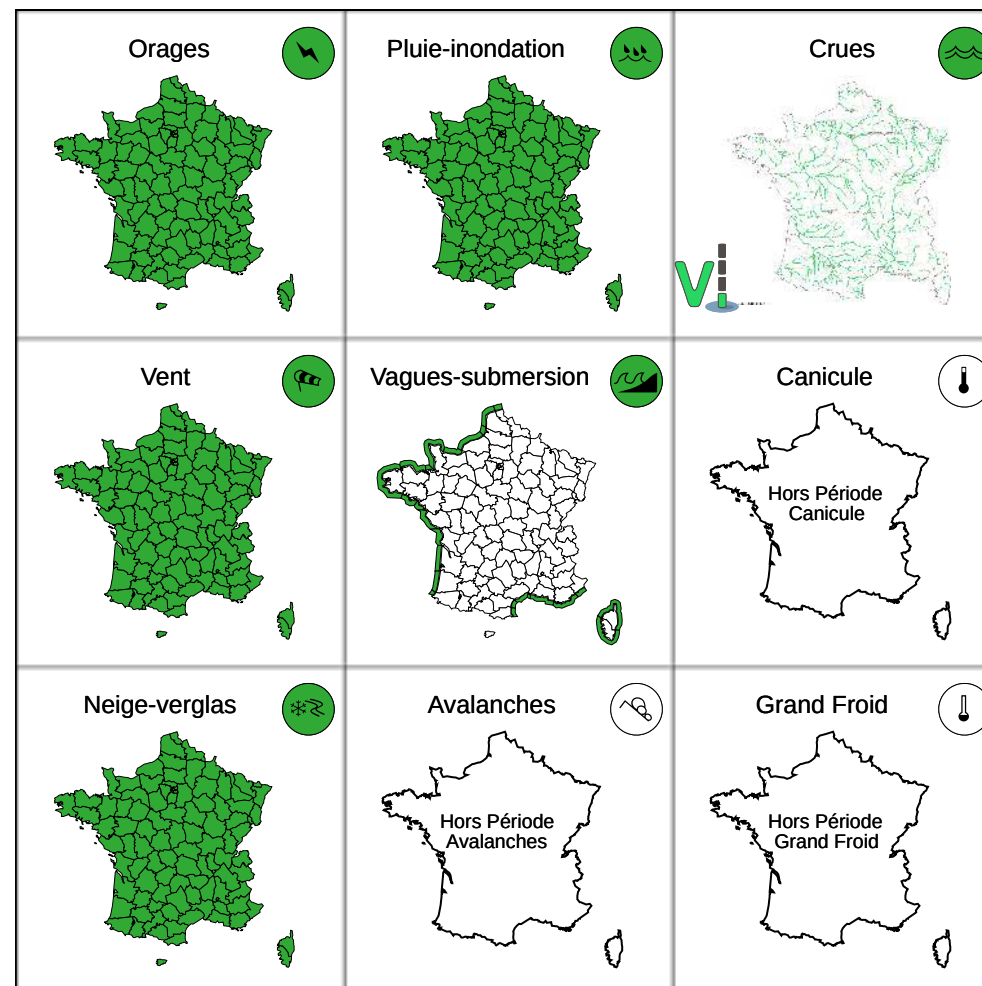 Orages
Pluie-inondation
Crues
Vi
Vent
Vagues-submersion
Canicule
Hors Période
Canicule
Neige-verglas
Avalanches
Grand Froid
Hors Période
Avalanches
Hors Période
Grand Froid